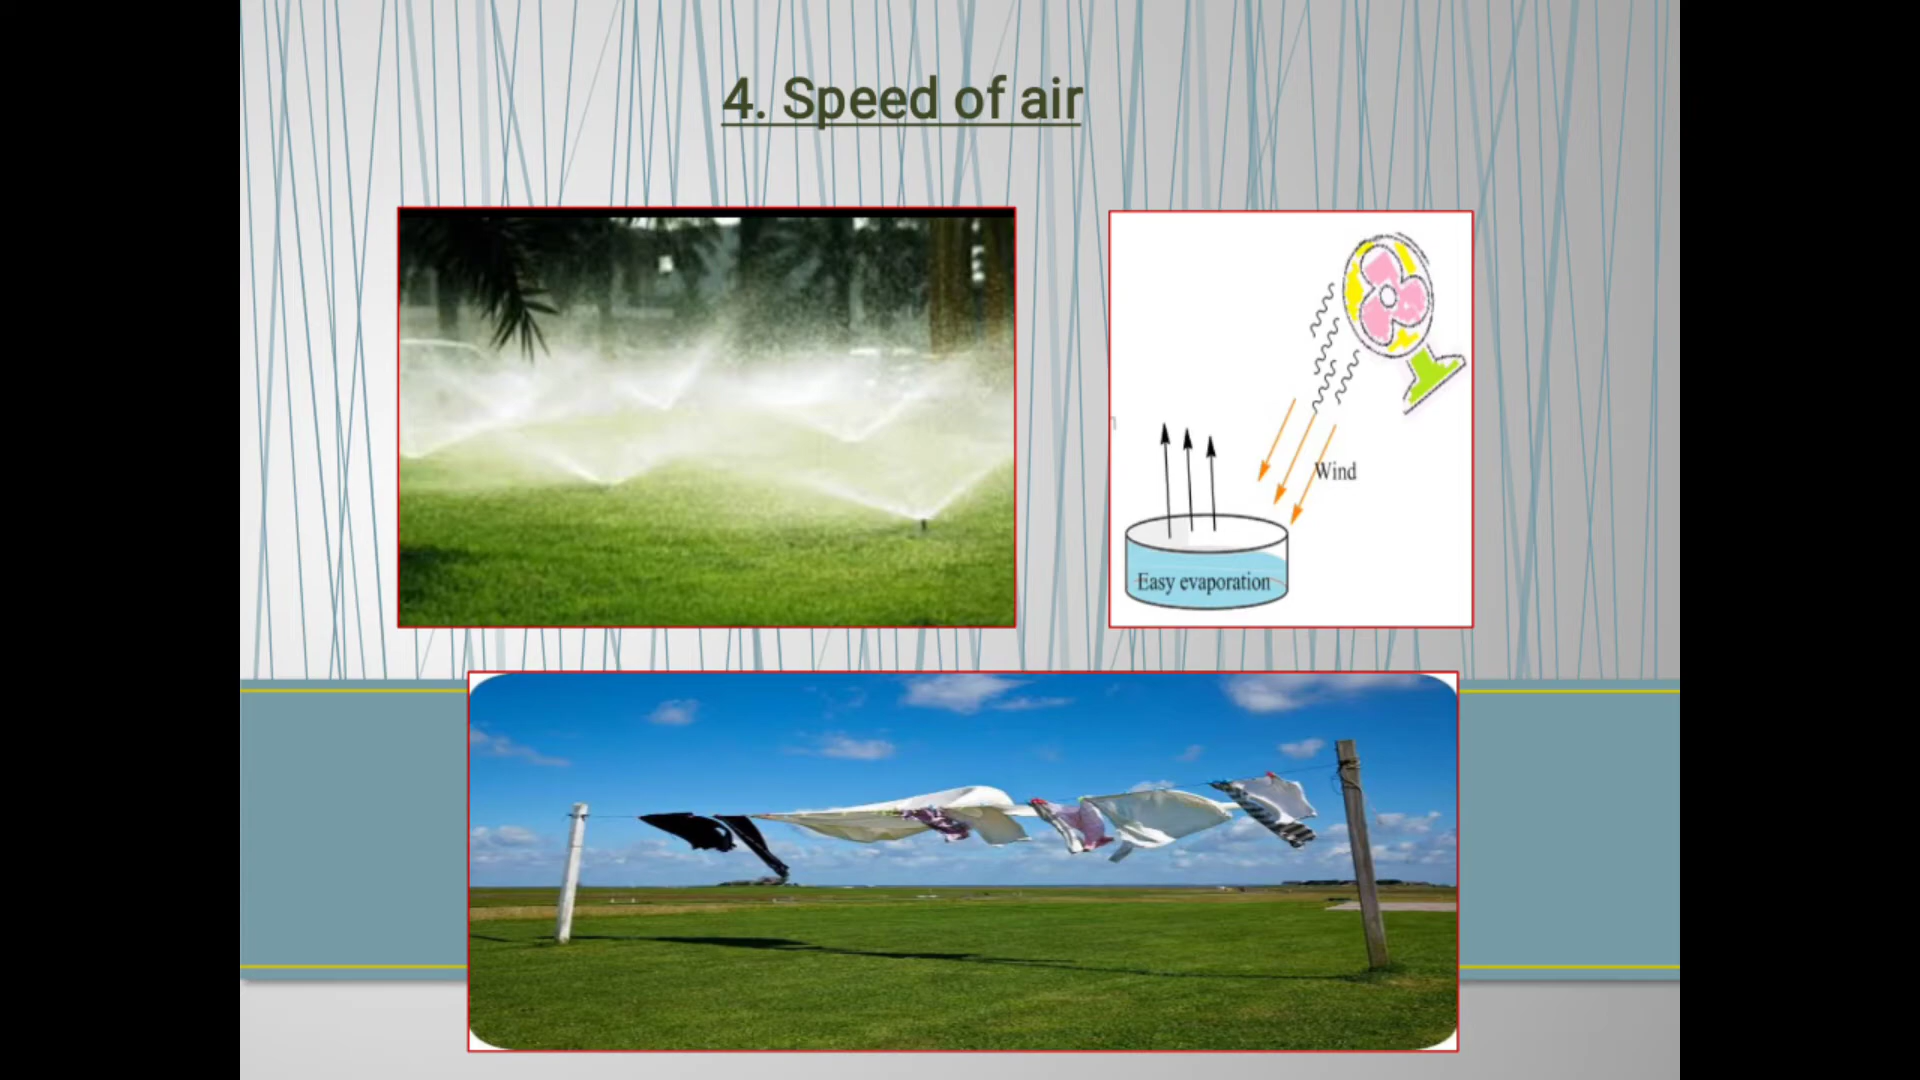 4. Speed of air
Wind
Easy evaporation